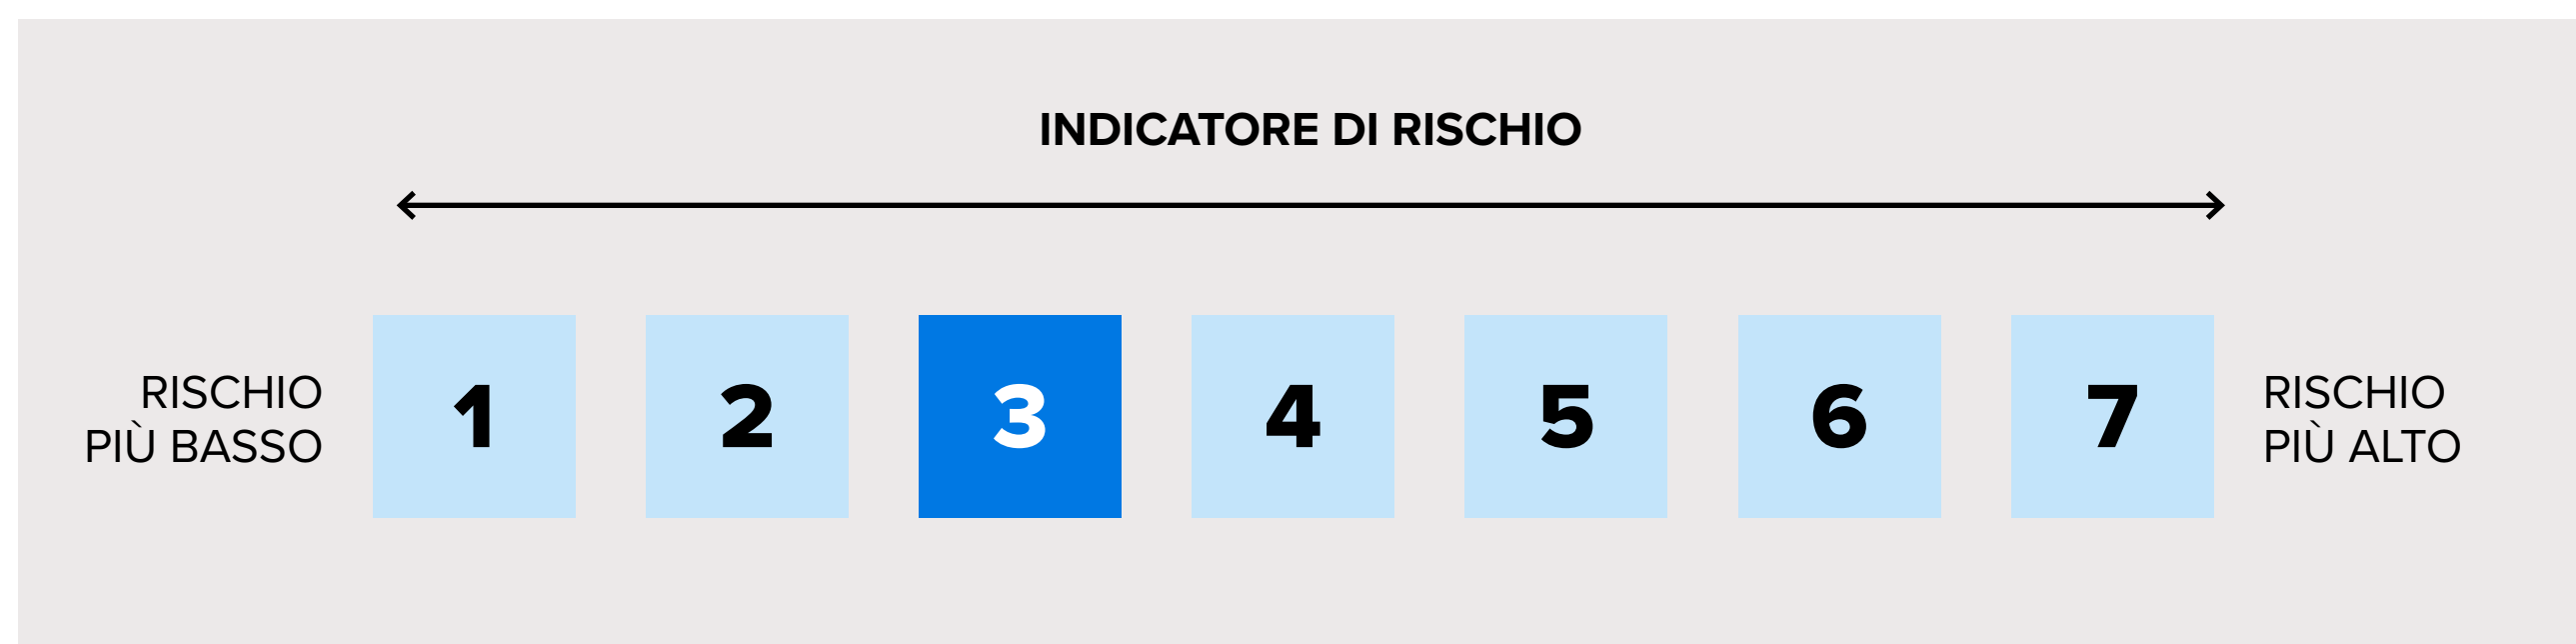 INDICATORE DI RISCHIO
RISCHIO
PIÙ BASSO
1 2 3 4 5 6 7
RISCHIO
PIÙ ALTO